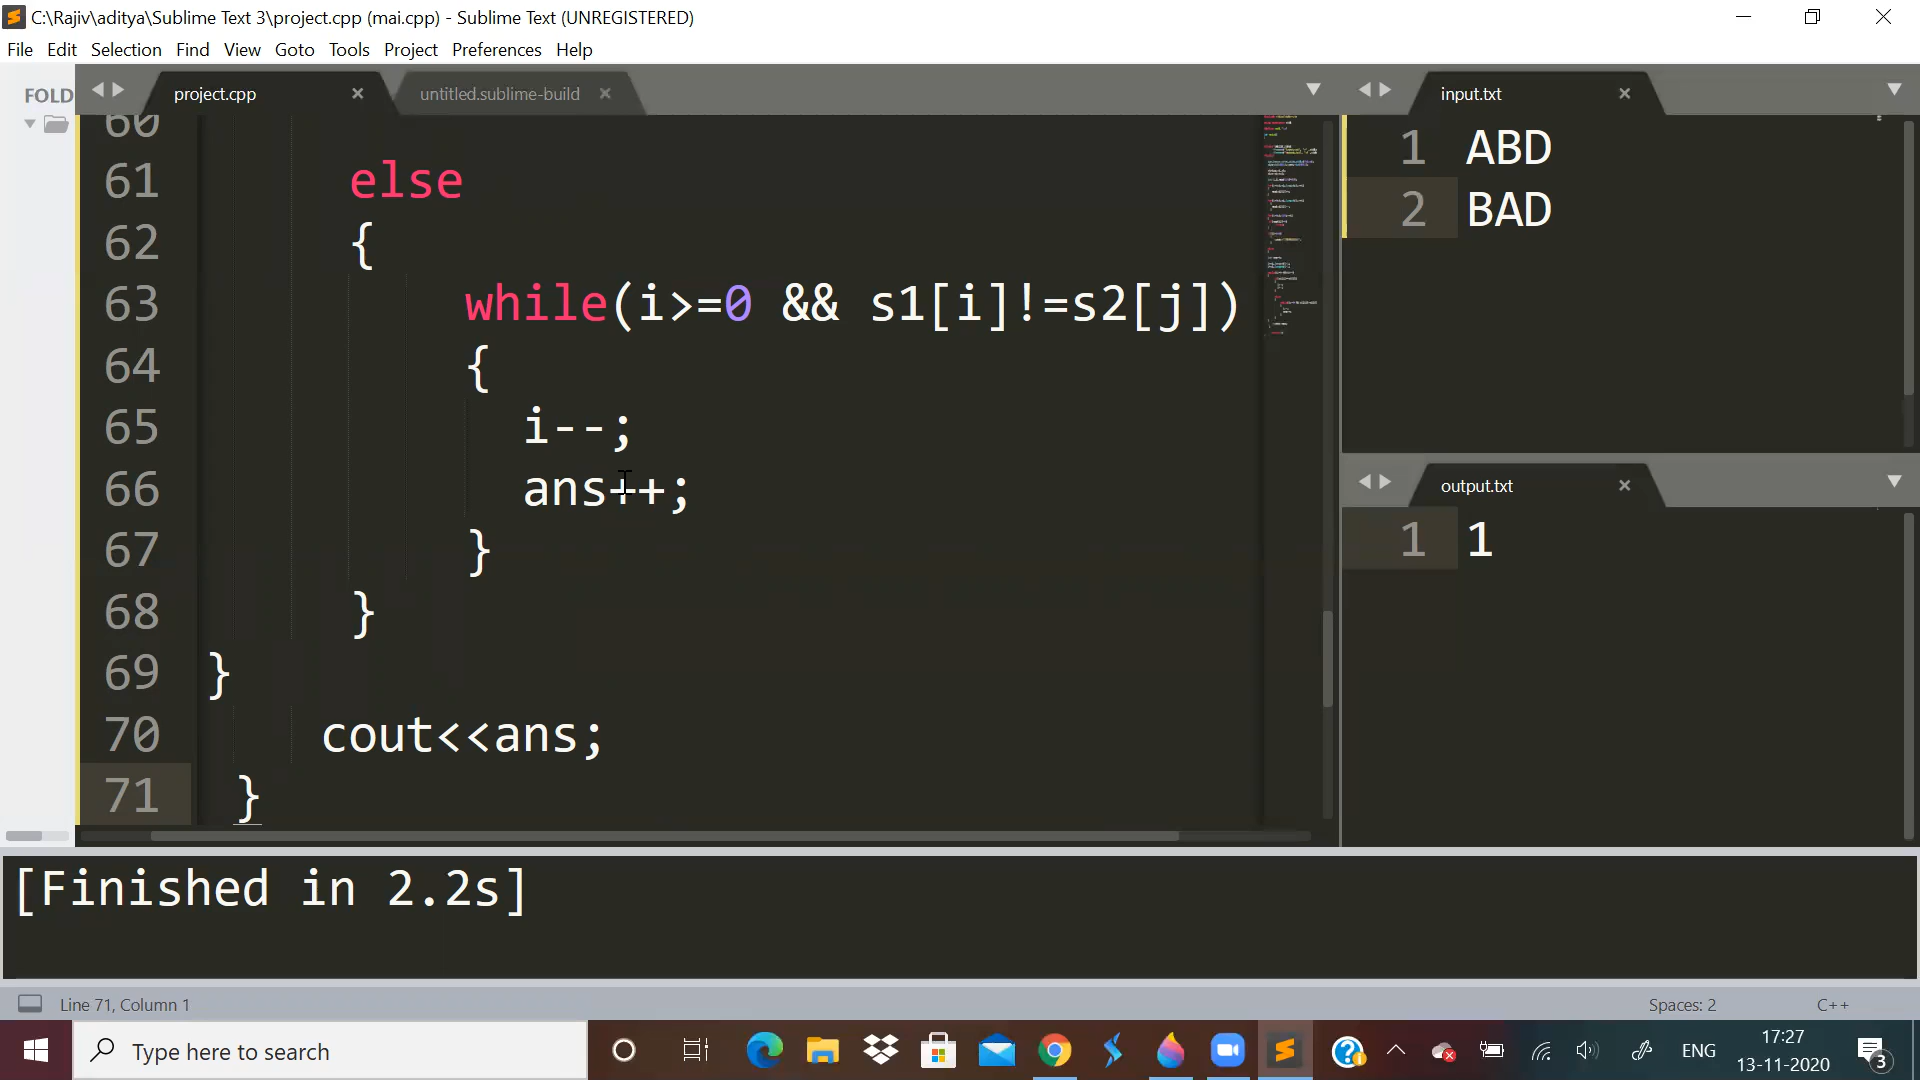 C:\Rajiv\aditya\Sublime Text 3\project.cpp (mai.cpp) - Sublime Text (UNREGISTERED)
File Edit Selection Find View Goto Tools Project Preferences Help
FOLD
project.cpp untitled.sublime-build
60
61 else
62 {
63 while(i>=0 && s1[i]!=s2[j])
64 {
65 i--;
66 ans++;
67 }
68 }
69 }
70 cout<<ans;
71 }
input.txt
1 ABD
2 BAD
output.txt
1 1
[Finished in 2.2s]
Line 71, Column 1 Spaces: 2 C++
Type here to search
ENG
17:27
13-11-2020
3